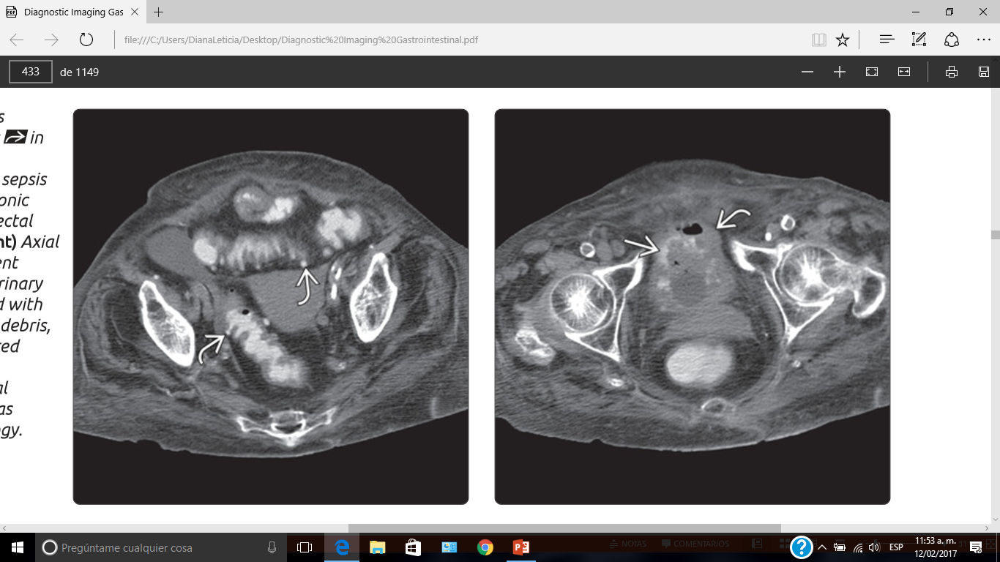 Diagnostic Imaging Gas
file:///C:/Users/DianaLeticia/Desktop/Diagnostic%20Imaging%20Gastrointestinal.pdf
433 de 1149
s
in
sepsis
onic
ectal
nt) Axial
ent
rinary
d with
debris,
ed
al
as
gy.
Pregúntame cualquier cosa
NOTAS
COMENTARIOS
ESP
11:53 a. m.
12/02/2017